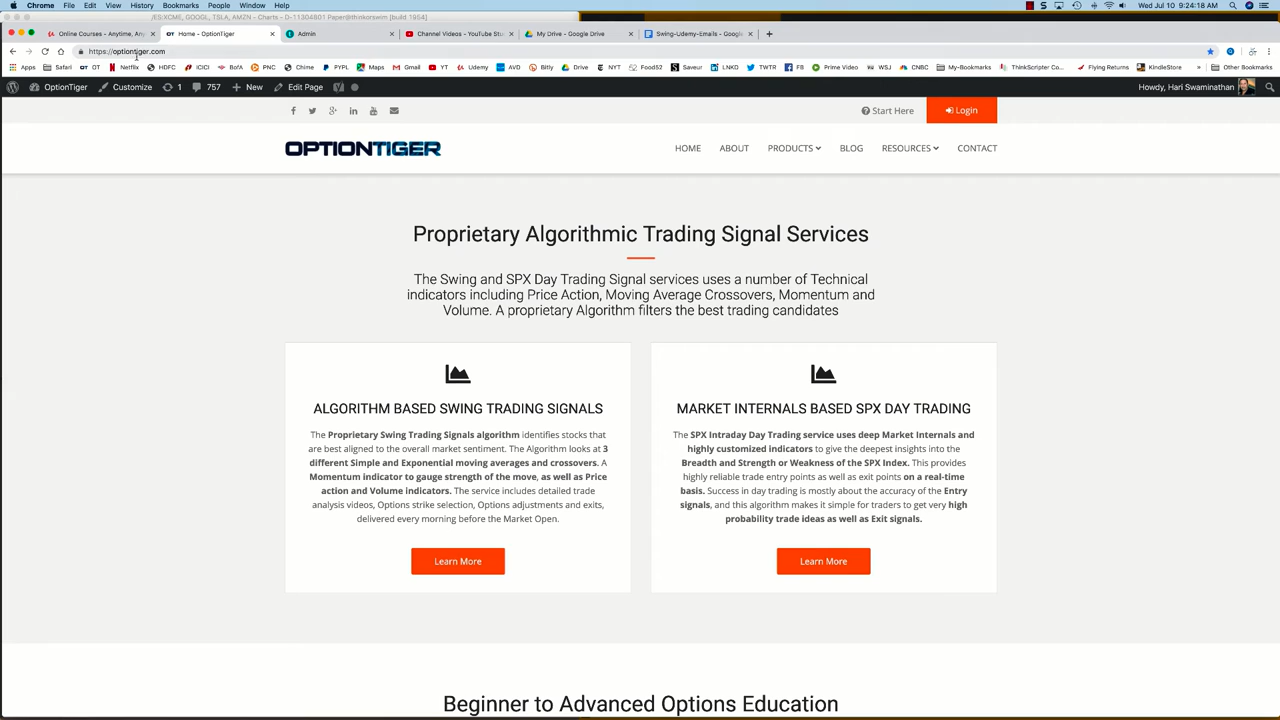 Chrome File Edit View History Bookmarks People Window Help Wed Jul 10 9:24:18 AM
/ES:XCME, GOOGL, TSLA, AMZN - Charts - D-11304801 Paper@thinkorswim [build 1954]
Online Courses - Anytime, Any Home - OptionTiger Admin Channel Videos - YouTube Stu My Drive - Google Drive Swing-Udemy-Emails - Google
https://optiontiger.com
Apps Safari OT Netflix HDFC ICICI BofA PNC Chime PYPL Maps Gmail YT Udemy AVD Bitly Drive NYT Food52 Saveur LNKD TWTR FB Prime Video WSJ CNBC My-Bookmarks ThinkScripter Co Flying Returns KindleStore » Other Bookmarks
OptionTiger Customize 1 757 New Edit Page Howdy, Hari Swaminathan
Start Here Login
OPTIONTIGER HOME ABOUT PRODUCTS BLOG RESOURCES CONTACT
Proprietary Algorithmic Trading Signal Services
The Swing and SPX Day Trading Signal services uses a number of Technical
indicators including Price Action, Moving Average Crossovers, Momentum and
Volume. A proprietary Algorithm filters the best trading candidates
ALGORITHM BASED SWING TRADING SIGNALS
The Proprietary Swing Trading Signals algorithm identifies stocks that
are best aligned to the overall market sentiment. The Algorithm looks at 3
different Simple and Exponential moving averages and crossovers. A
Momentum indicator to gauge strength of the move, as well as Price
action and Volume indicators. The service includes detailed trade
analysis videos, Options strike selection, Options adjustments and exits,
delivered every morning before the Market Open.
Learn More
MARKET INTERNALS BASED SPX DAY TRADING
The SPX Intraday Day Trading service uses deep Market Internals and
highly customized indicators to give the deepest insights into the
Breadth and Strength or Weakness of the SPX Index. This provides
highly reliable trade entry points as well as exit points on a real-time
basis. Success in day trading is mostly about the accuracy of the Entry
signals, and this algorithm makes it simple for traders to get very high
probability trade ideas as well as Exit signals.
Learn More
Beginner to Advanced Options Education